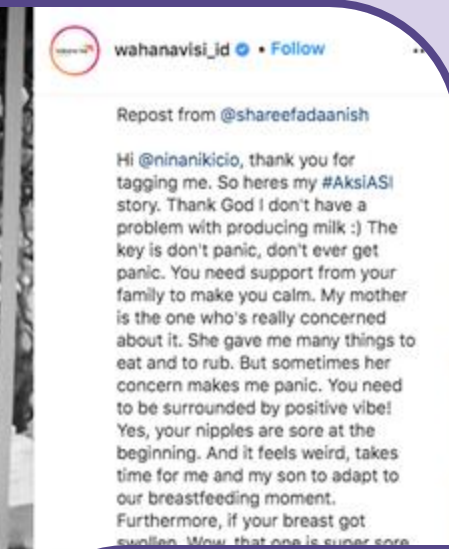 wahanavisi_id • Follow
Repost from @shareefadaanish
Hi @ninanikicio, thank you for
tagging me. So heres my #AksiASI
story. Thank God I don't have a
problem with producing milk :) The
key is don't panic, don't ever get
panic. You need support from your
family to make you calm. My mother
is the one who's really concerned
about it. She gave me many things to
eat and to rub. But sometimes her
concern makes me panic. You need
to be surrounded by positive vibe!
Yes, your nipples are sore at the
beginning. And it feels weird, takes
time for me and my son to adapt to
our breastfeeding moment.
Furthermore, if your breast got
swollen. Wow, that one is super sore